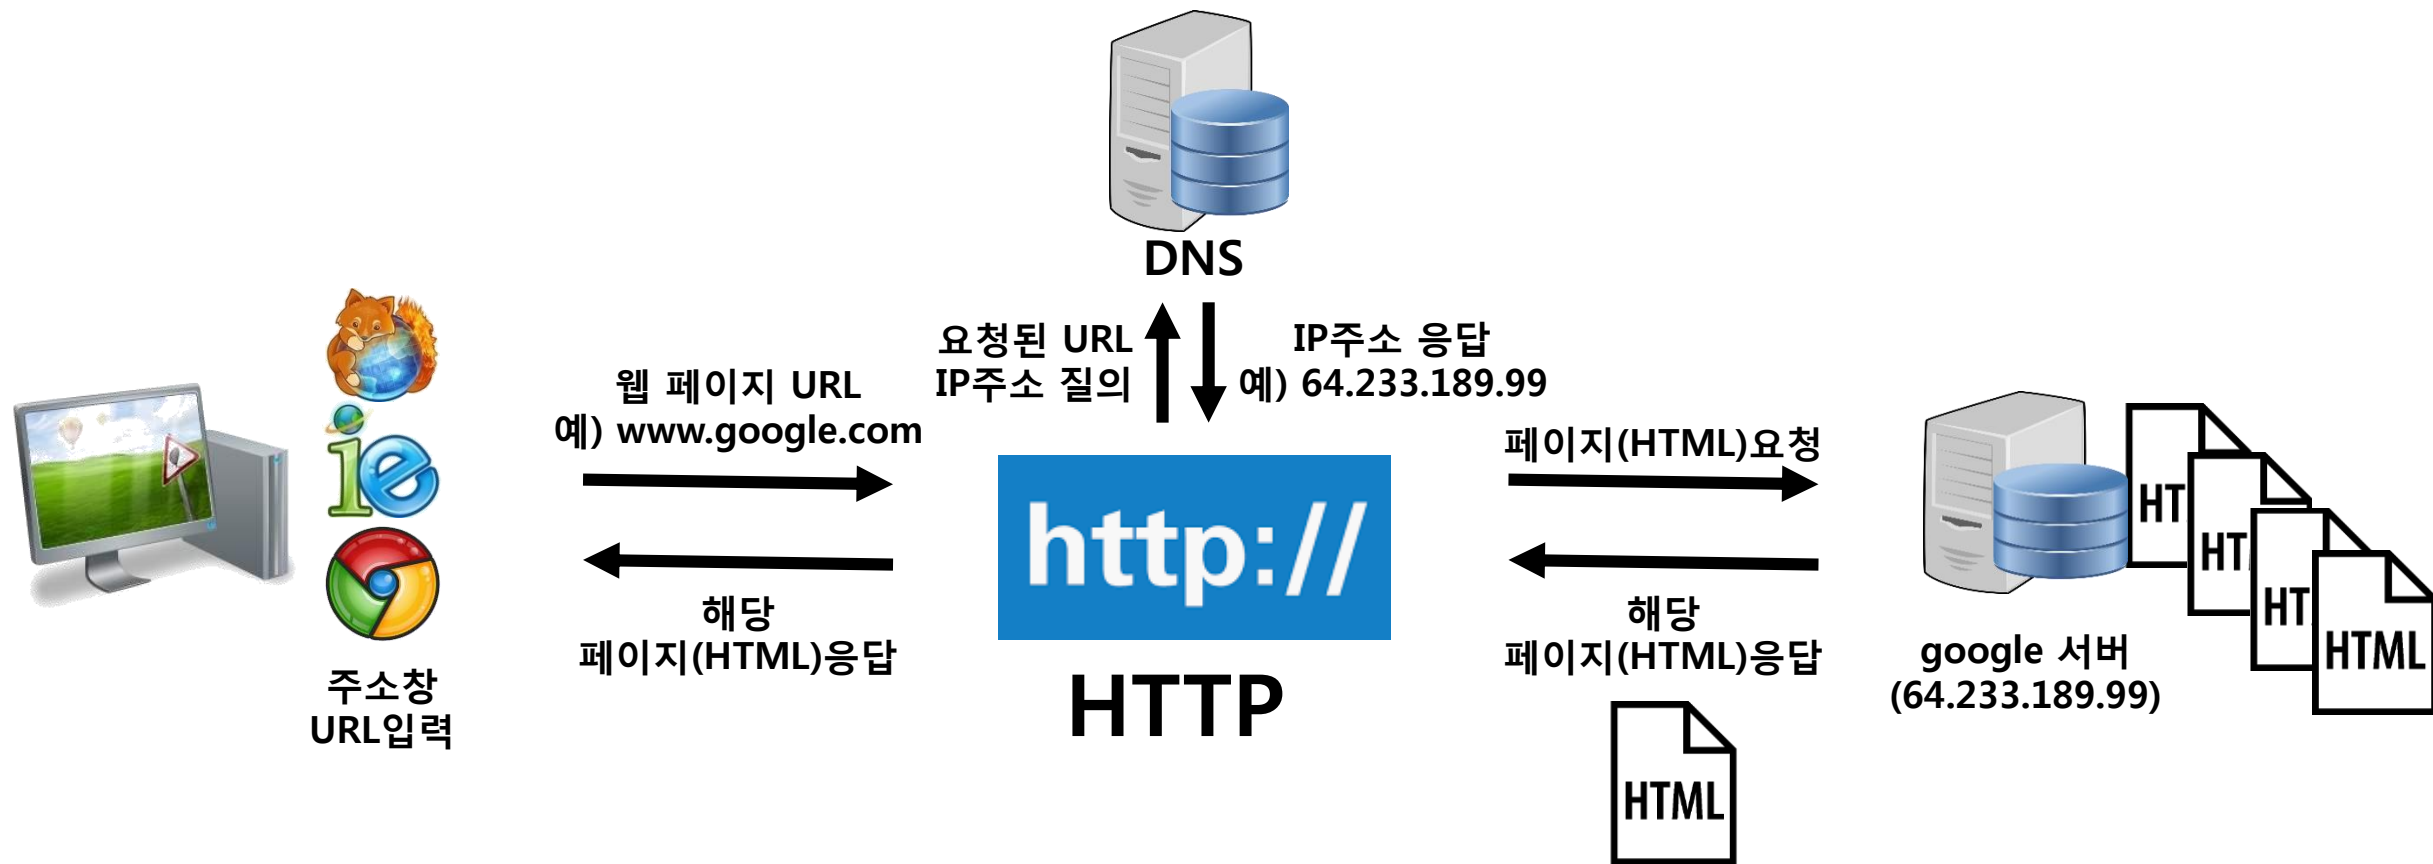 DNS
요청된 URL
IP주소 질의
IP주소 응답
예) 64.233.189.99
웹 페이지 URL
예) www.google.com
페이지(HTML)요청
http://
해당
페이지(HTML)응답
HTTP
해당
페이지(HTML)응답
HTML
주소창
URL입력
ie
google 서버
(64.233.189.99)
HT
HT
HT
HTML